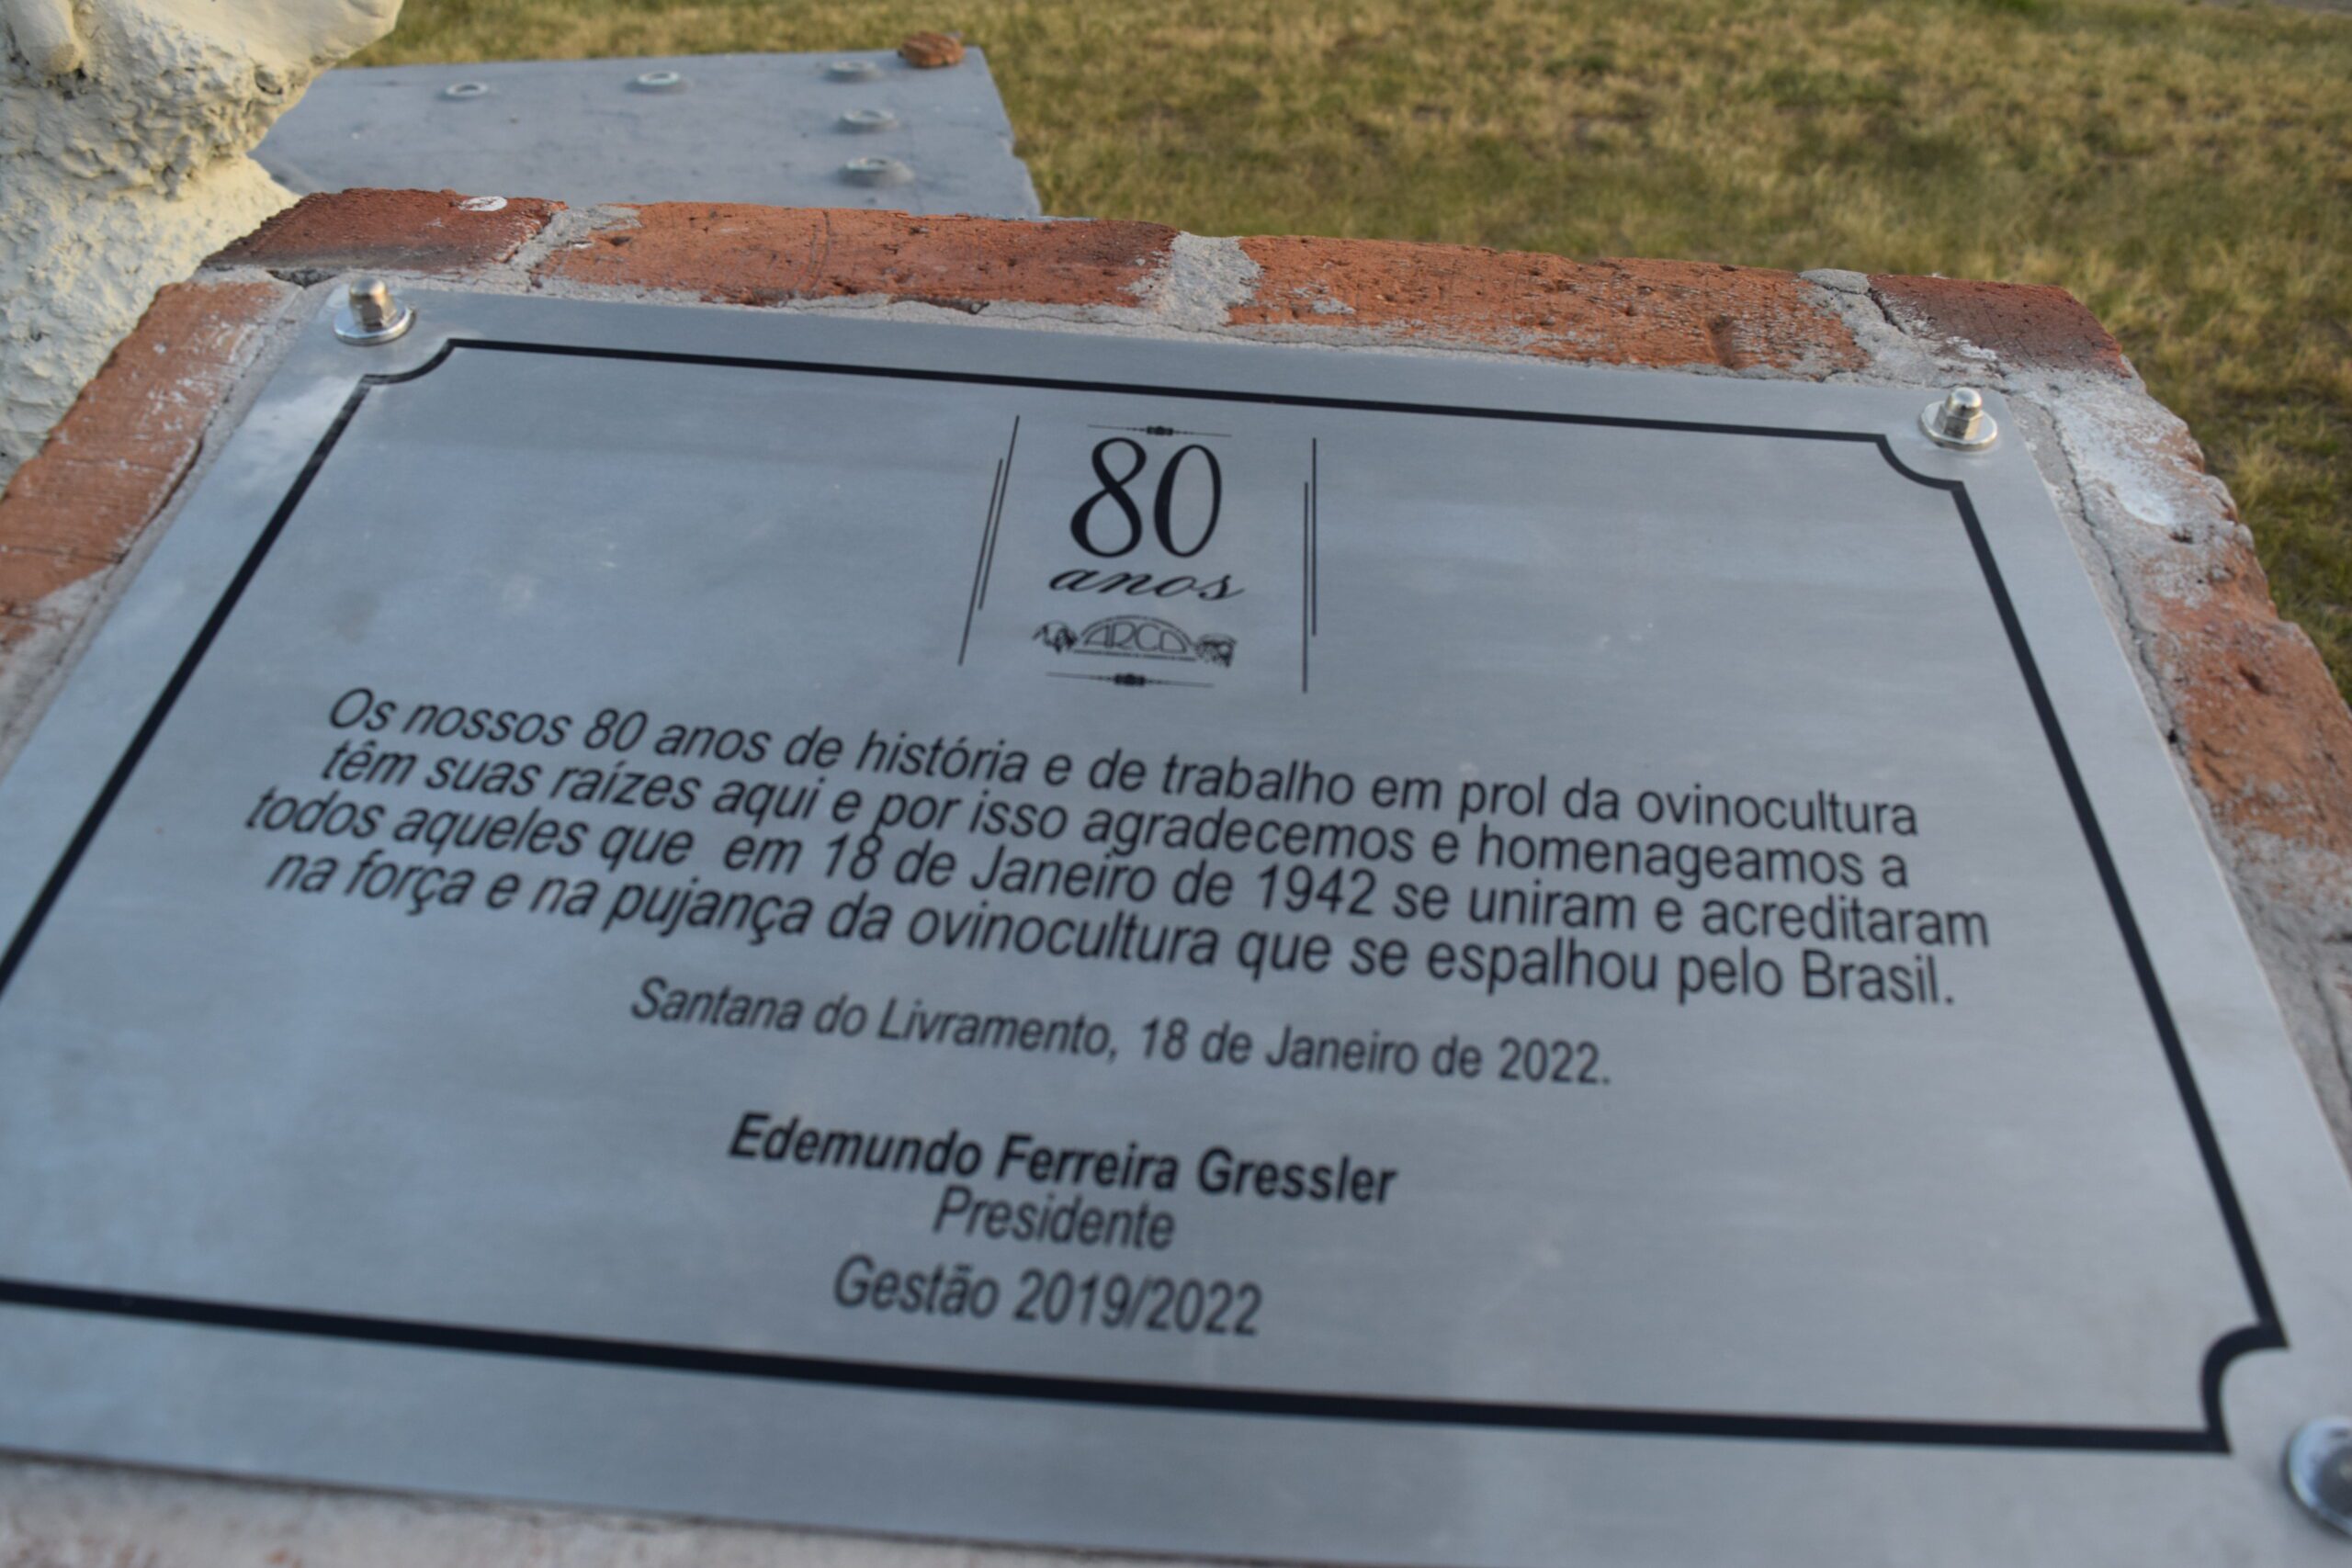 80
anos
ARCO
Os nossos 80 anos de história e de trabalho em prol da ovinocultura
têm suas raízes aqui e por isso agradecemos e homenageamos a
todos aqueles que em 18 de Janeiro de 1942 se uniram e acreditaram
na força e na pujança da ovinocultura que se espalhou pelo Brasil.
Santana do Livramento, 18 de Janeiro de 2022.
Edemundo Ferreira Gressler
Presidente
Gestão 2019/2022